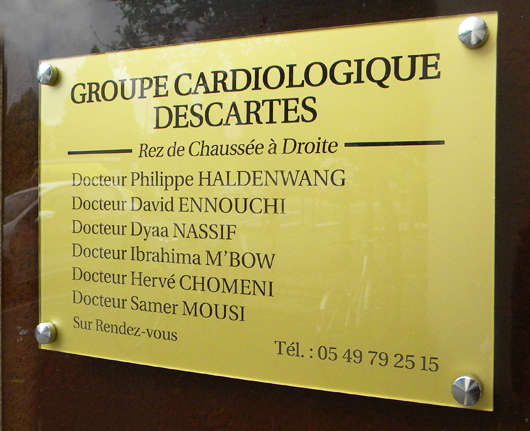 GROUPE CARDIOLOGIQUE
DESCARTES
Rez de Chaussée à Droite
Docteur Philippe HALDENWANG
Docteur David ENNOUCHI
Docteur Dyaa NASSIF
Docteur Ibrahima M'BOW
Docteur Hervé CHOMENI
Docteur Samer MOUSI
Sur Rendez-vous
Tél. : 05 49 79 25 15